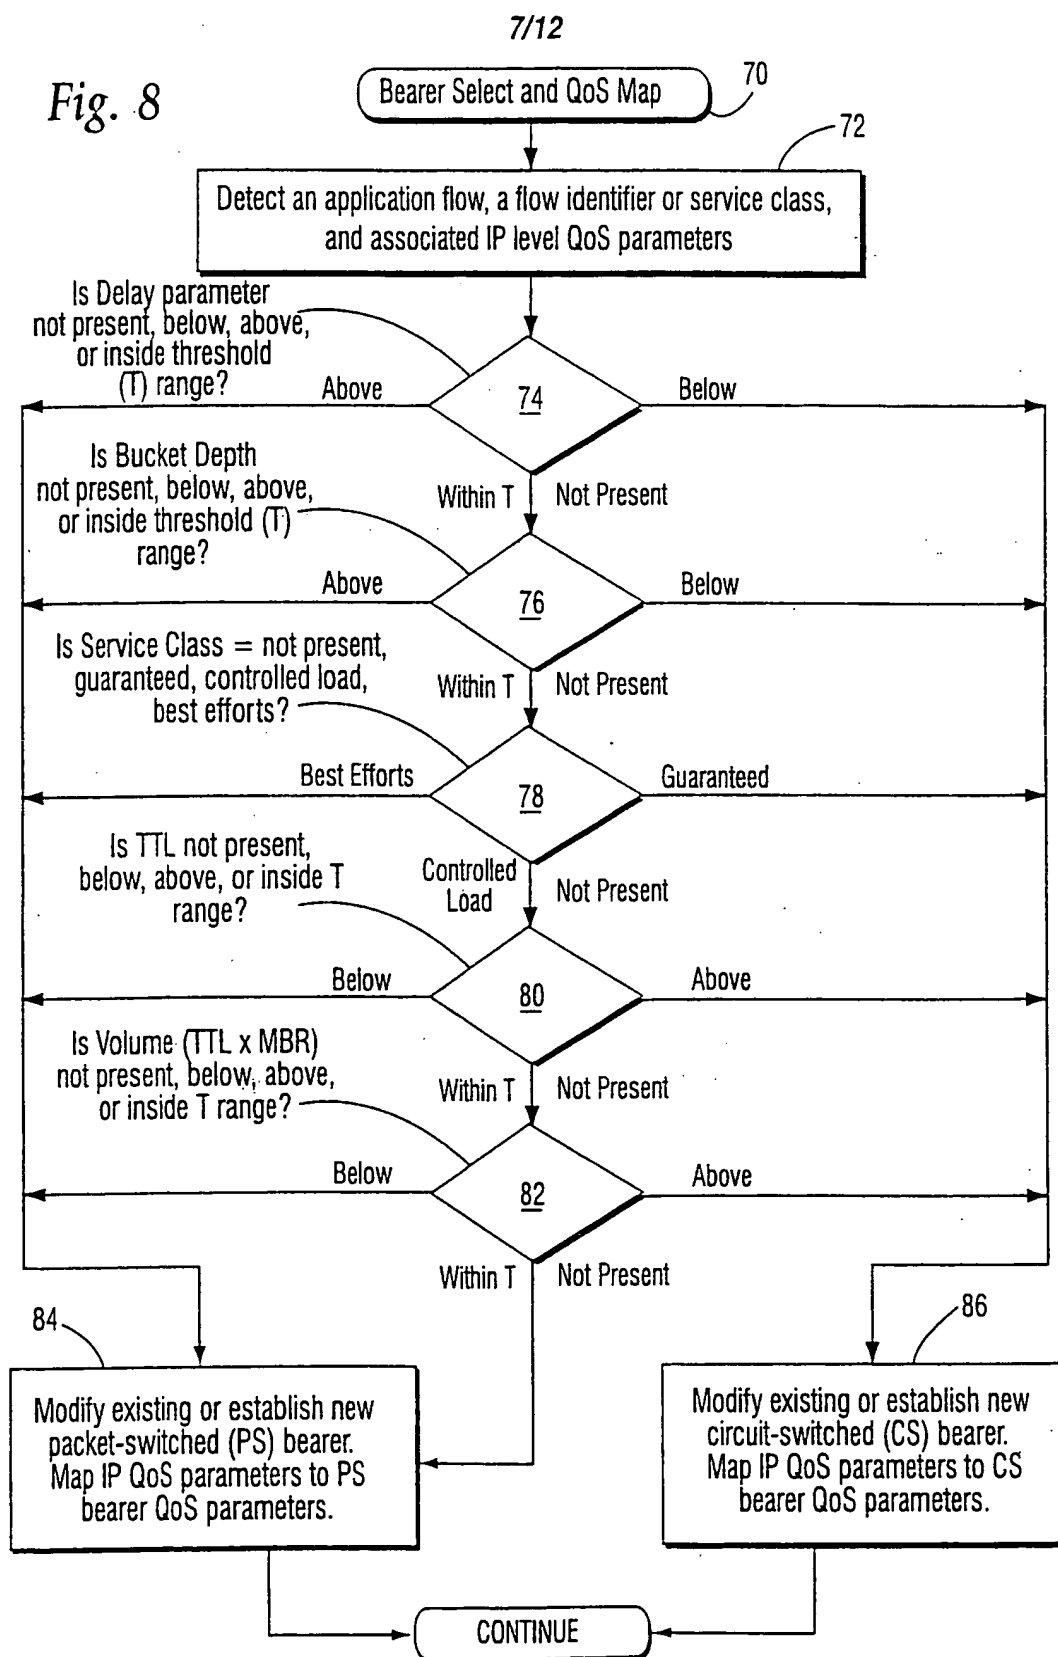 7/12
Fig. 8
Bearer Select and QoS Map
70
72
Detect an application flow, a flow identifier or service class,
and associated IP level QoS parameters
Is Delay parameter
not present, below, above,
or inside threshold
(T) range?
Above
74
Below
Within T
Not Present
Is Bucket Depth
not present, below, above,
or inside threshold (T)
range?
Above
76
Below
Within T
Not Present
Is Service Class = not present,
guaranteed, controlled load,
best efforts?
Best Efforts
78
Guaranteed
Controlled
Load
Not Present
Is TTL not present,
below, above, or inside T
range?
Below
80
Above
Within T
Not Present
Is Volume (TTL x MBR)
not present, below, above,
or inside T range?
Below
82
Above
Within T
Not Present
84
Modify existing or establish new
packet-switched (PS) bearer.
Map IP QoS parameters to PS
bearer QoS parameters.
86
Modify existing or establish new
circuit-switched (CS) bearer.
Map IP QoS parameters to CS
bearer QoS parameters.
CONTINUE